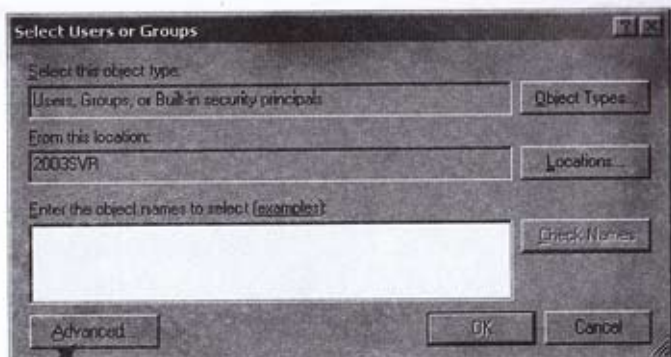 Select Users or Groups
Select this object type:
Users, Groups, or Built-in security principals
Object Types...
From this location:
2003SVR
Locations...
Enter the object names to select (examples):
Check Names
Advanced...
OK
Cancel